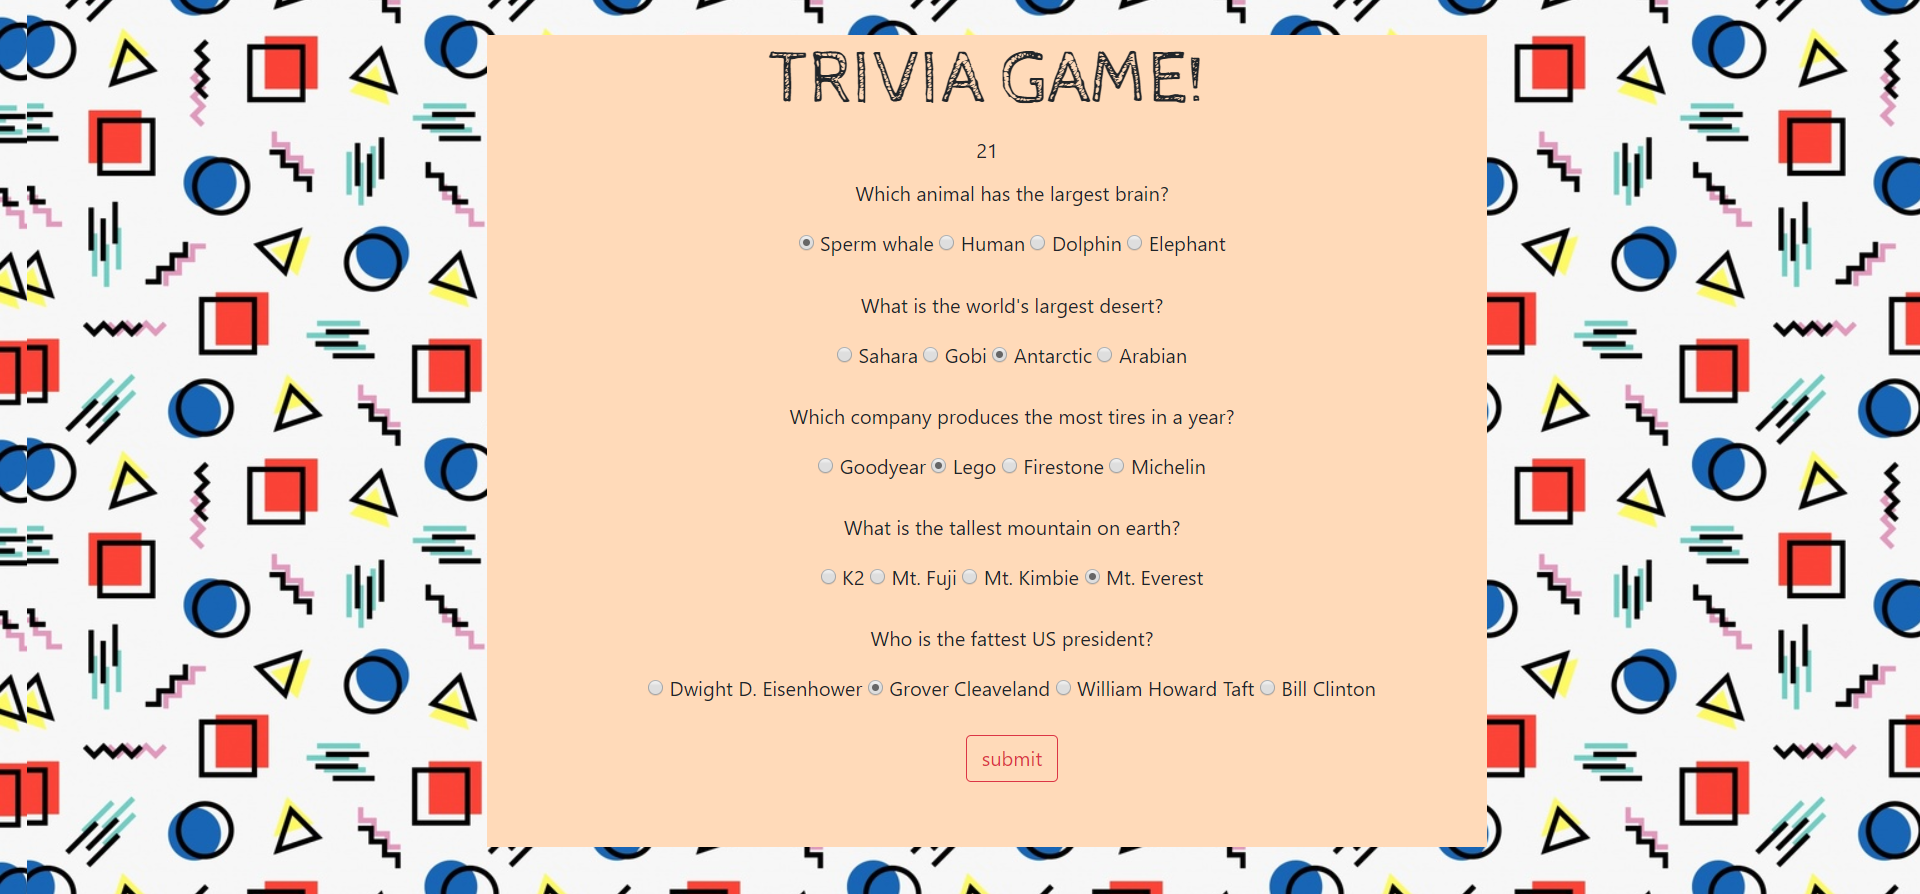 TRIVIA GAME!
21
Which animal has the largest brain?
Sperm whale Human Dolphin Elephant
What is the world's largest desert?
Sahara Gobi Antarctic Arabian
Which company produces the most tires in a year?
Goodyear Lego Firestone Michelin
What is the tallest mountain on earth?
K2 Mt. Fuji Mt. Kimbie Mt. Everest
Who is the fattest US president?
Dwight D. Eisenhower Grover Cleaveland William Howard Taft Bill Clinton
submit